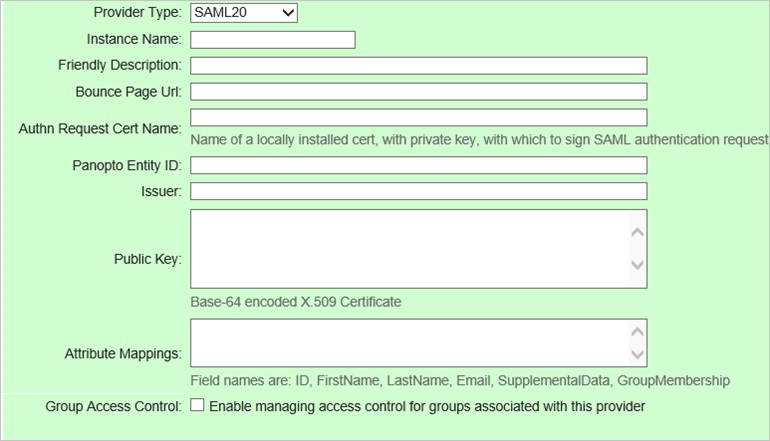 Provider Type: SAML20
Instance Name:
Friendly Description:
Bounce Page Url:
Authn Request Cert Name:
Name of a locally installed cert, with private key, with which to sign SAML authentication request
Panopto Entity ID:
Issuer:
Public Key:
Base-64 encoded X.509 Certificate
Attribute Mappings:
Field names are: ID, FirstName, LastName, Email, SupplementalData, GroupMembership
Group Access Control: Enable managing access control for groups associated with this provider